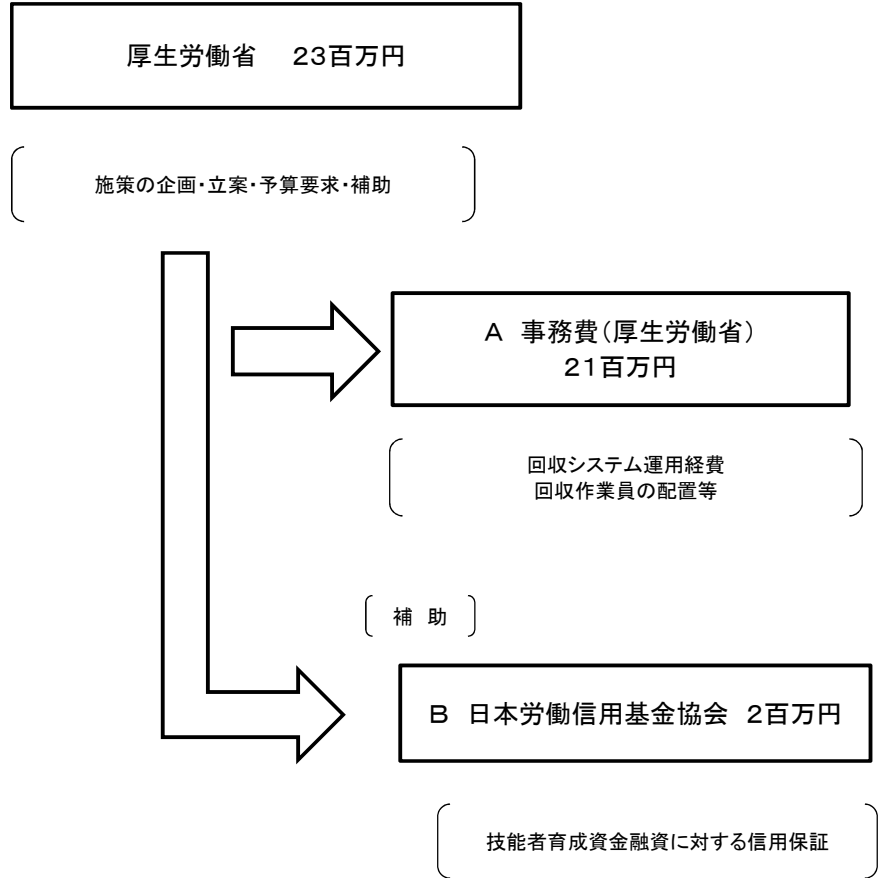 厚生労働省　２３百万円
施策の企画・立案・予算要求・補助
Ａ　事務費（厚生労働省）
２１百万円
回収システム運用経費
回収作業員の配置等
補　助
Ｂ　日本労働信用基金協会　２百万円
技能者育成資金融資に対する信用保証